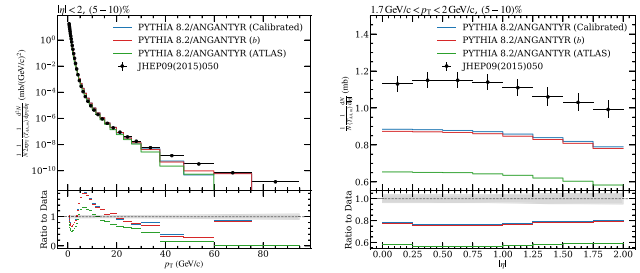 |η| < 2, (5 − 10)%
PYTHIA 8.2/ANGANTYR (Calibrated)
PYTHIA 8.2/ANGANTYR (b)
PYTHIA 8.2/ANGANTYR (ATLAS)
JHEP09(2015)050
(mb/(GeV/c)²)
10⁰
10⁻²
10⁻⁴
10⁻⁶
10⁻⁸
10⁻¹⁰
Ratio to Data
1
0
0 20 40 60 80
p_T (GeV/c)
1.7 GeV/c < p_T < 2 GeV/c, (5 − 10)%
PYTHIA 8.2/ANGANTYR (Calibrated)
PYTHIA 8.2/ANGANTYR (b)
PYTHIA 8.2/ANGANTYR (ATLAS)
JHEP09(2015)050
(mb)
1.4
1.2
1.0
0.8
0.6
Ratio to Data
1.0
0.8
0.6
0.00 0.25 0.50 0.75 1.00 1.25 1.50 1.75 2.00
|η|